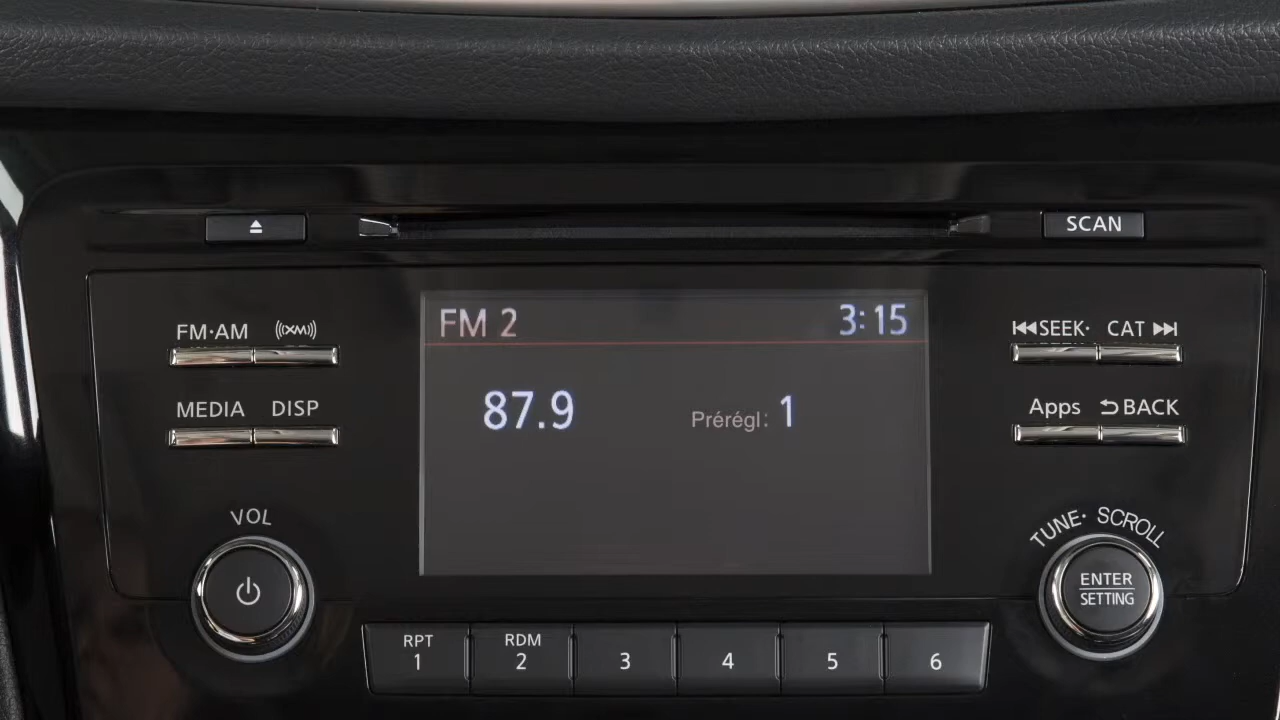 SCAN
FM·AM
((XM))
FM 2
3:15
SEEK·
CAT
MEDIA
DISP
87.9
Prérégl: 1
Apps
BACK
VOL
TUNE· SCROLL
ENTER
SETTING
RPT
1
RDM
2
3
4
5
6